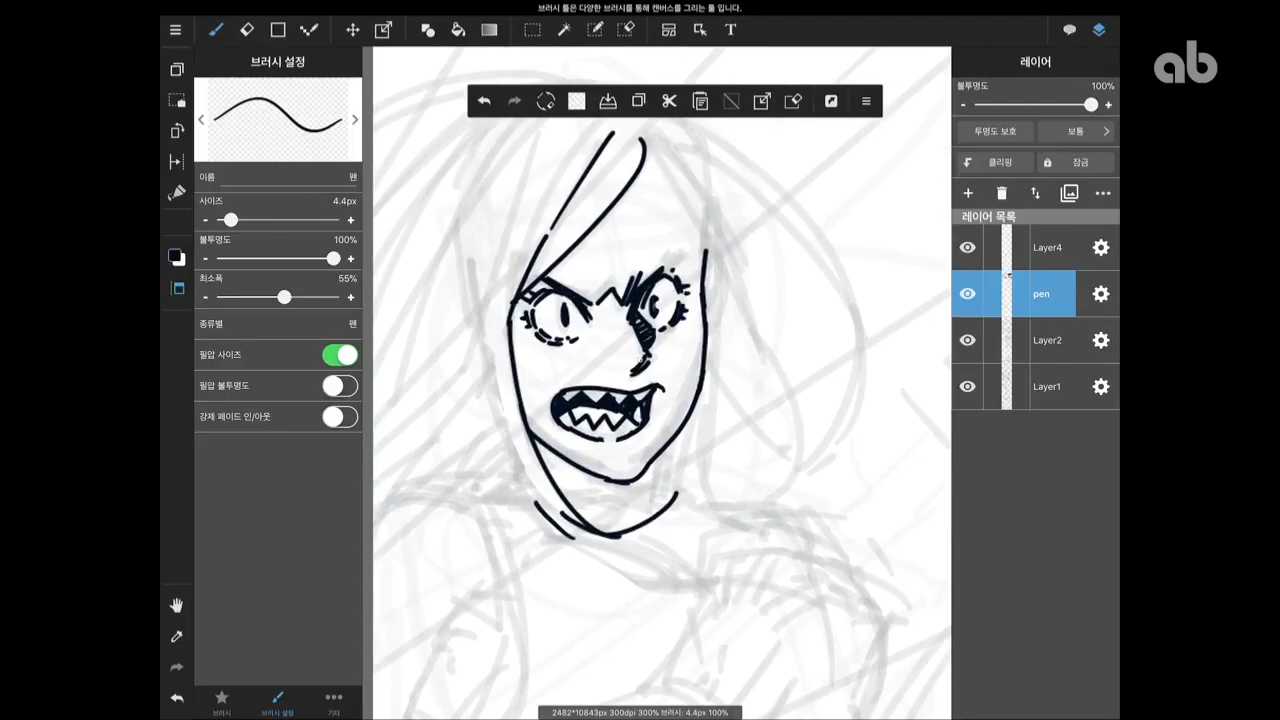 브러시 툴은 다양한 브러시를 통해 캔버스를 그리는 툴 입니다.
ab
T
브러시 설정
레이어
불투명도 100%
- +
투명도 보호 보통
클리핑 잠금
레이어 목록
Layer4
pen
Layer2
Layer1
이름 펜
사이즈 4.4px
- +
불투명도 100%
- +
최소폭 55%
- +
종류별 펜
필압 사이즈
필압 불투명도
강제 페이드 인/아웃
브러시 브러시 설정 기타
2482*10843px 300dpi 300% 브러시: 4.4px 100%